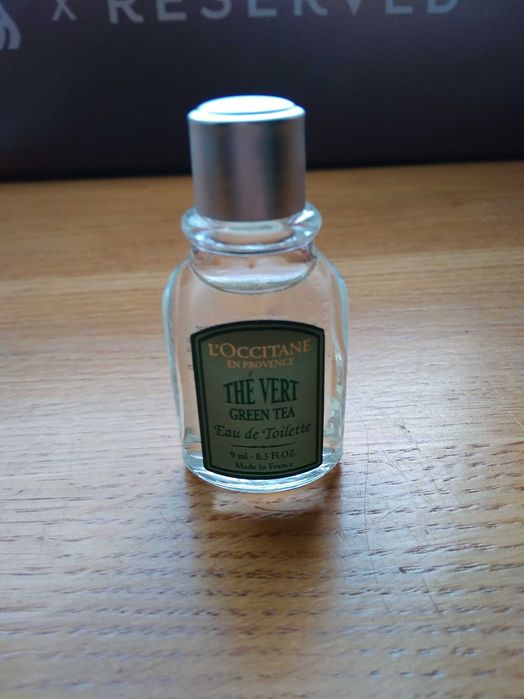 x RESERVED
L'OCCITANE
EN PROVENCE
THÉ VERT
GREEN TEA
Eau de Toilette
9 ml - 0.3 FL.OZ.
Made in France